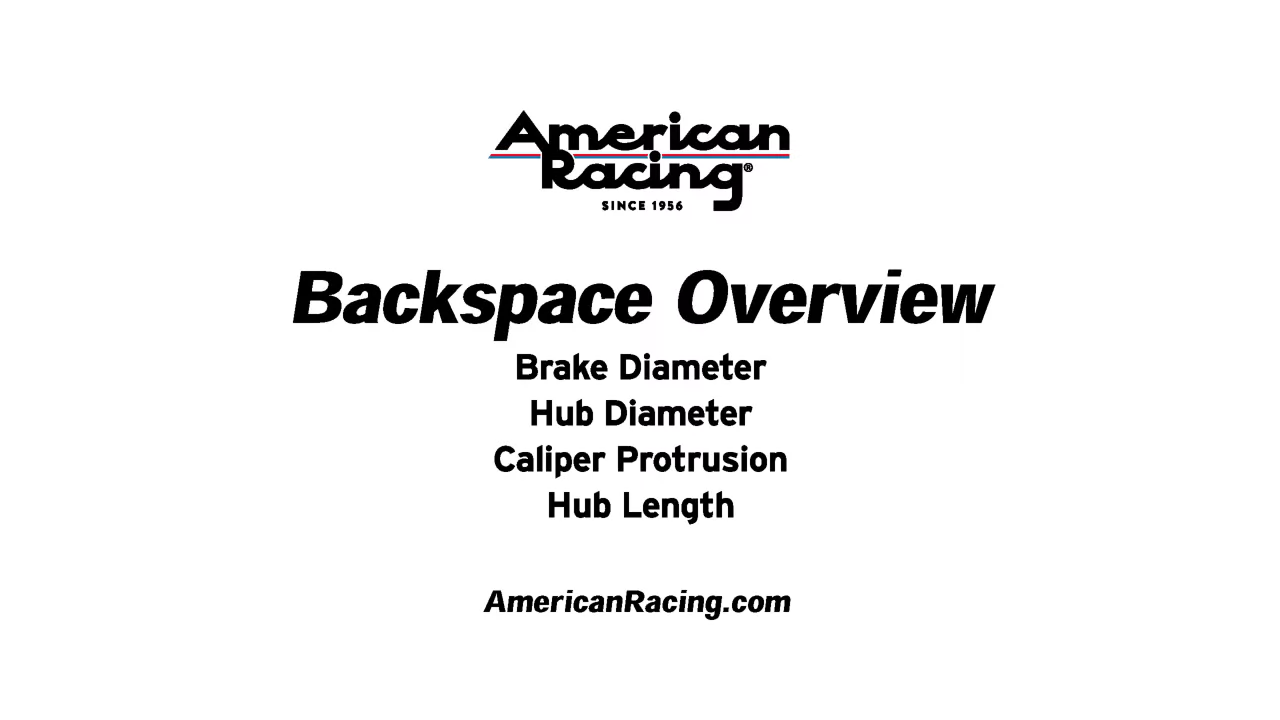 American
Racing®
SINCE 1956
Backspace Overview
Brake Diameter
Hub Diameter
Caliper Protrusion
Hub Length
AmericanRacing.com